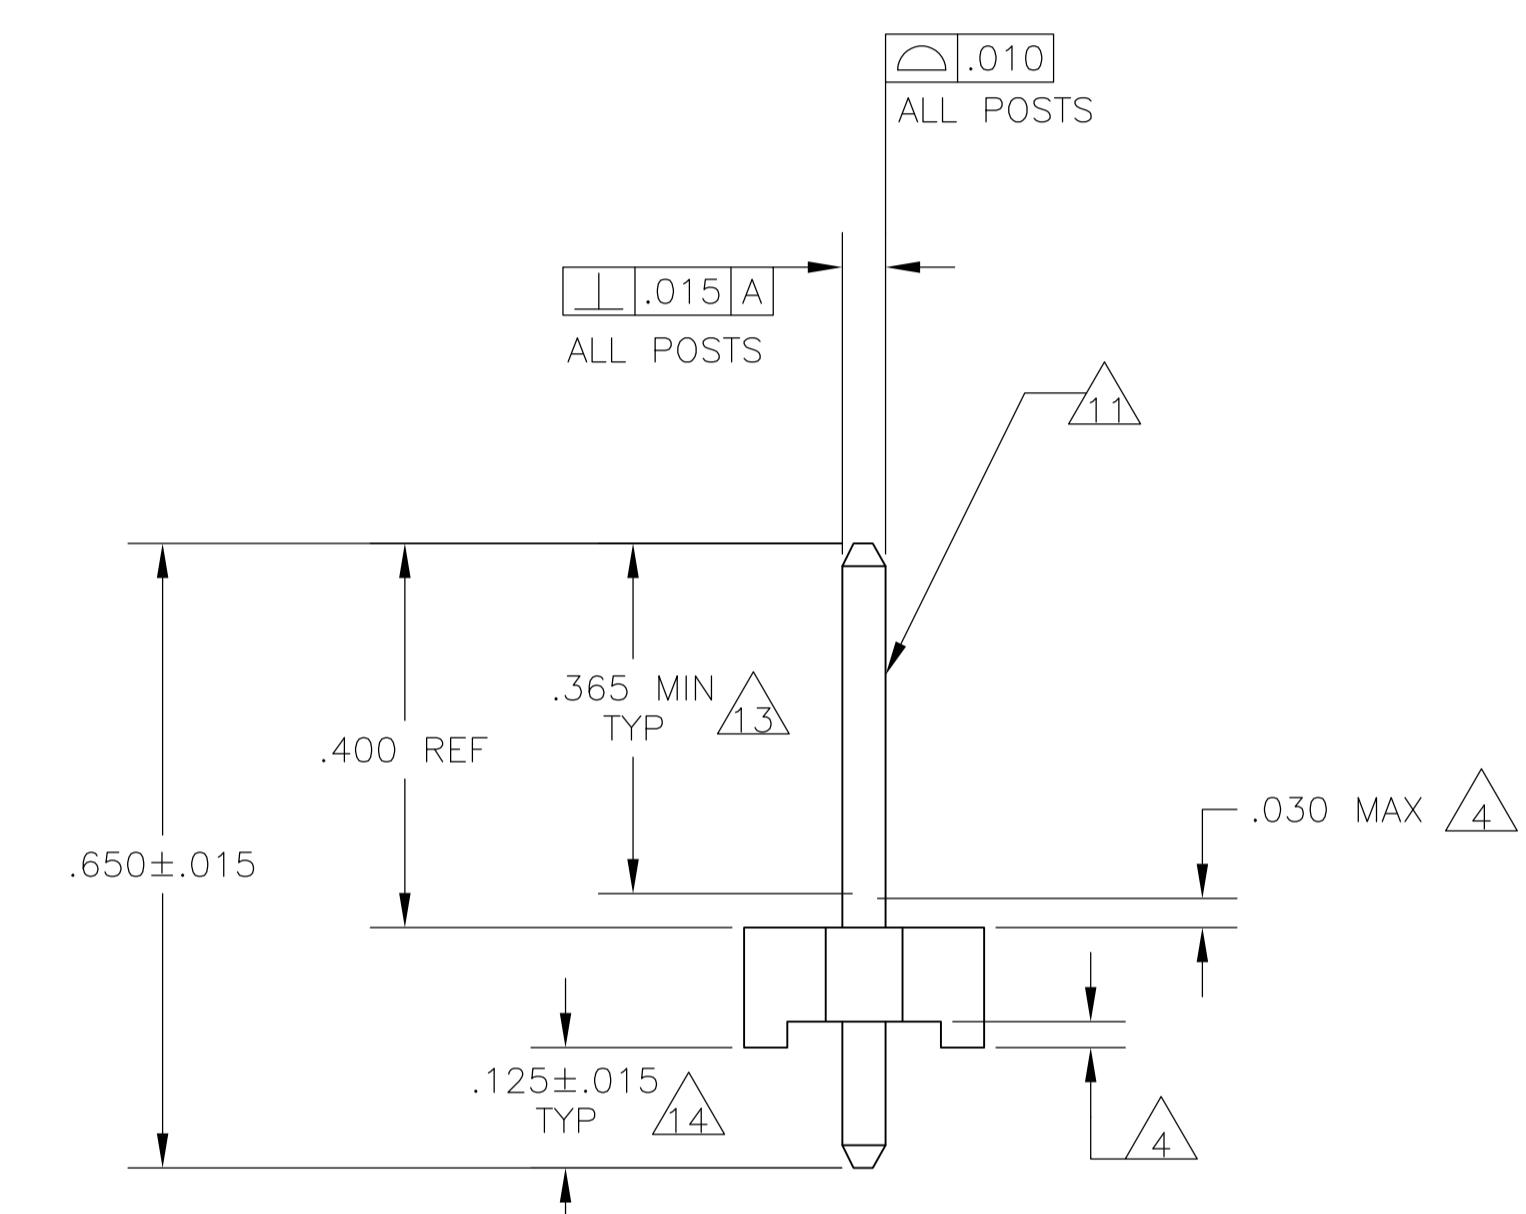 .010
ALL POSTS
.015 A
ALL POSTS
11
.365 MIN
TYP
13
.400 REF
.030 MAX
4
.650±.015
.125±.015
TYP
14
4